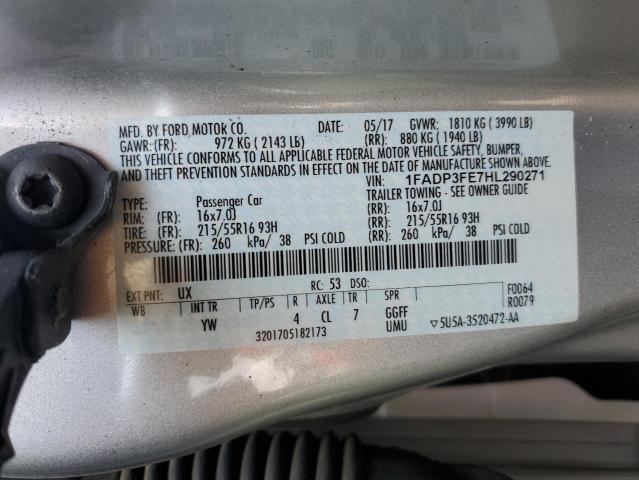 MFD. BY FORD MOTOR CO. DATE: 05/17 GVWR: 1810 KG ( 3990 LB)
GAWR: (FR): 972 KG ( 2143 LB) (RR): 880 KG ( 1940 LB)
THIS VEHICLE CONFORMS TO ALL APPLICABLE FEDERAL MOTOR VEHICLE SAFETY, BUMPER,
AND THEFT PREVENTION STANDARDS IN EFFECT ON THE DATE OF MANUFACTURE SHOWN ABOVE.
VIN: 1FADP3FE7HL290271
TYPE: Passenger Car TRAILER TOWING - SEE OWNER GUIDE
RIM: (FR): 16x7.0J (RR): 16x7.0J
TIRE: (FR): 215/55R16 93H (RR): 215/55R16 93H
PRESSURE: (FR): 260 kPa/ 38 PSI COLD (RR): 260 kPa/ 38 PSI COLD
EXT PNT: UX RC: 53 DSO: F0064
WB INT TR TP/PS R AXLE TR SPR R0079
YW 4 CL 7 GGFF
UMU
3201705182173 5U5A-3520472-AA